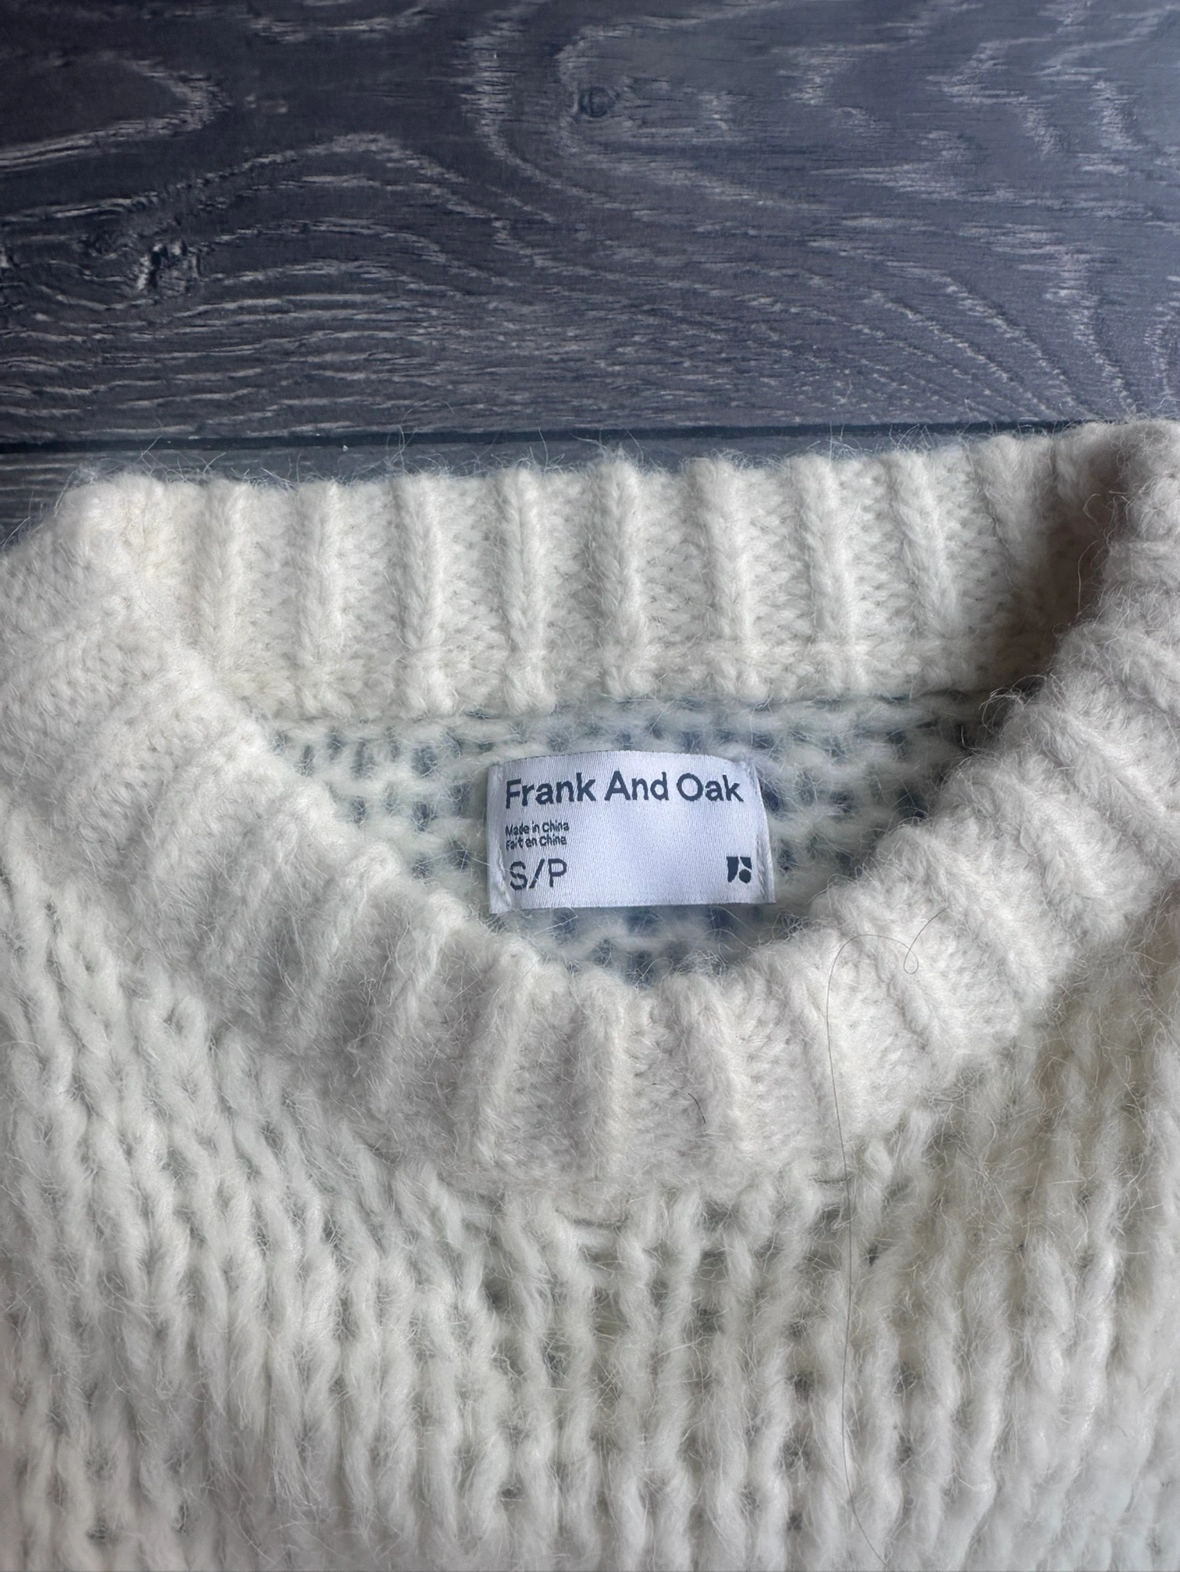 Frank And Oak
Made in China
Fait en Chine
S/P